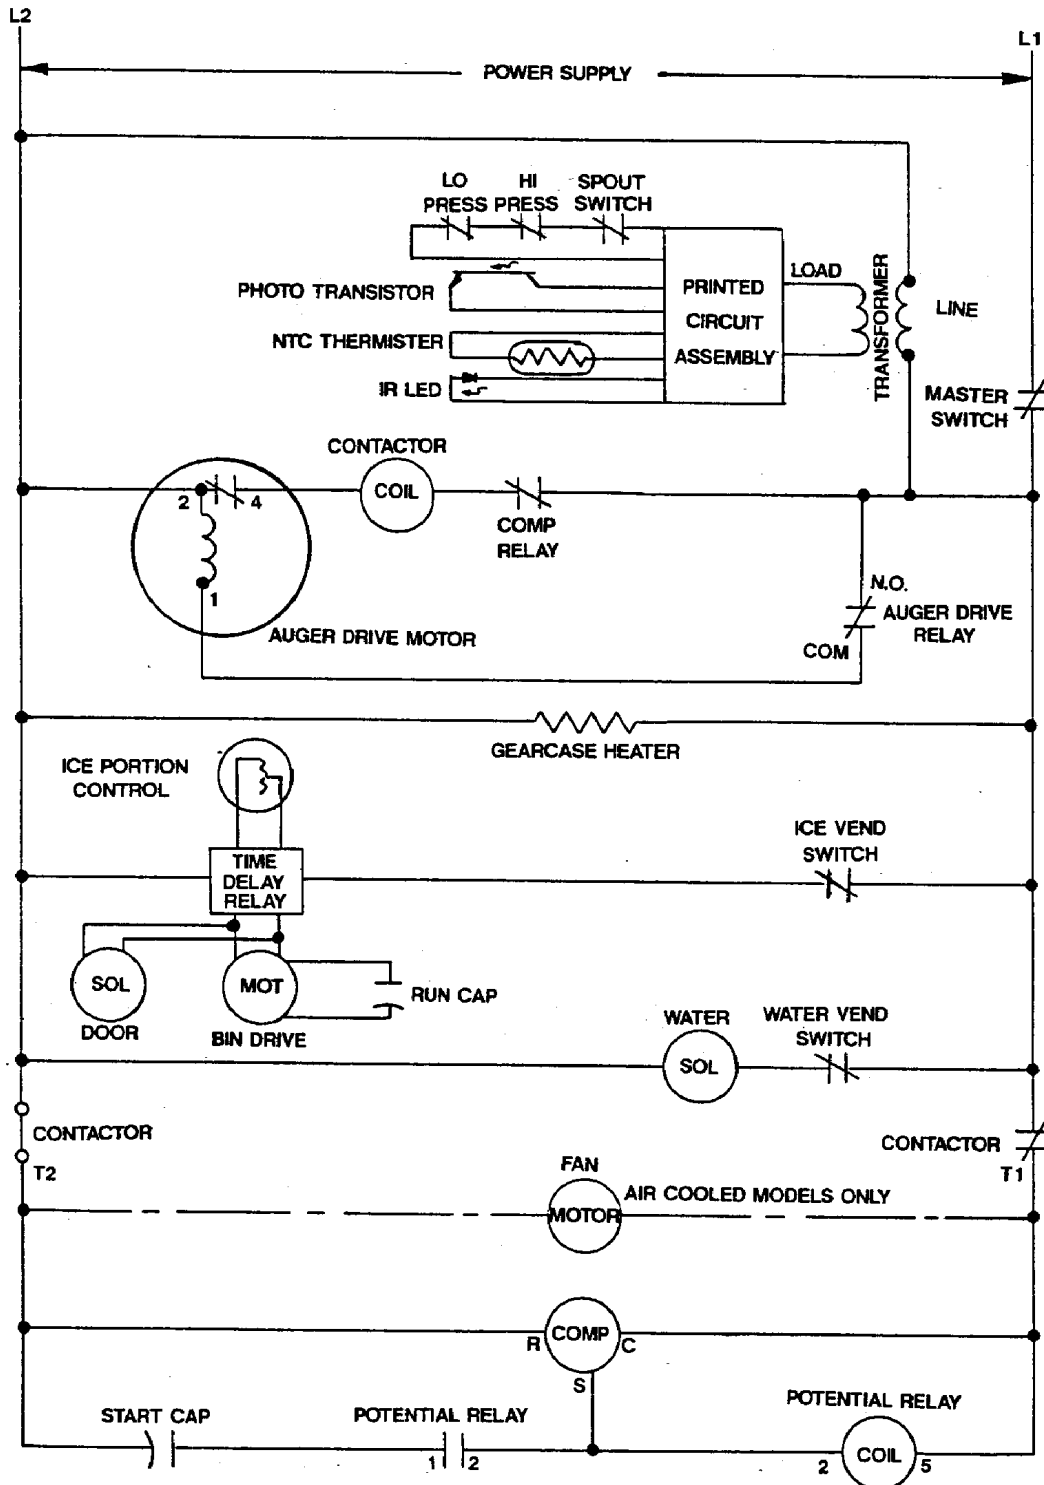 L2
L1
POWER SUPPLY
LO
PRESS
HI
PRESS
SPOUT
SWITCH
PHOTO TRANSISTOR
NTC THERMISTER
IR LED
PRINTED
CIRCUIT
ASSEMBLY
LOAD
TRANSFORMER
LINE
MASTER
SWITCH
CONTACTOR
COIL
2
4
1
COMP
RELAY
AUGER DRIVE MOTOR
N.O.
AUGER DRIVE
RELAY
COM
GEARCASE HEATER
ICE PORTION
CONTROL
TIME
DELAY
RELAY
ICE VEND
SWITCH
SOL
DOOR
MOT
BIN DRIVE
RUN CAP
WATER
SOL
WATER VEND
SWITCH
CONTACTOR
T2
CONTACTOR
T1
FAN
MOTOR
AIR COOLED MODELS ONLY
R
COMP
C
S
START CAP
POTENTIAL RELAY
1
2
POTENTIAL RELAY
2
COIL
5